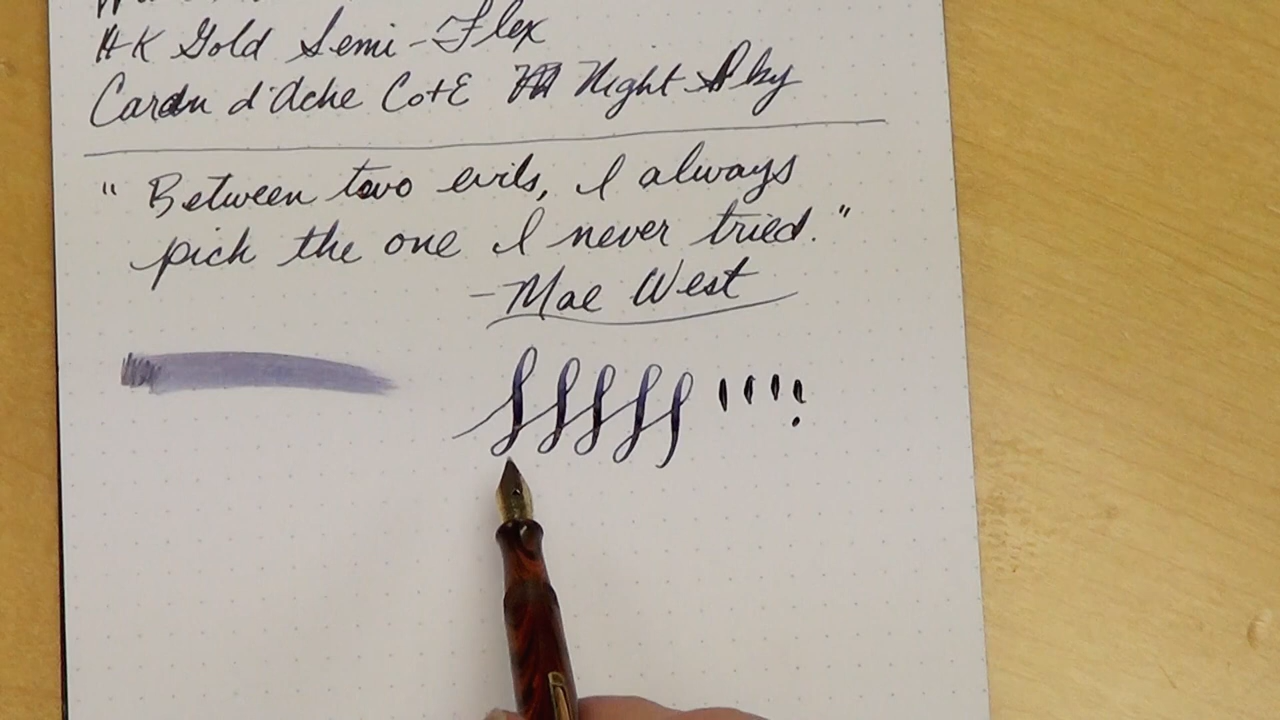 14K Gold Semi-Flex
Caran d'Ache CotE Night Sky
"Between two evils, I always
pick the one I never tried."
-Mae West